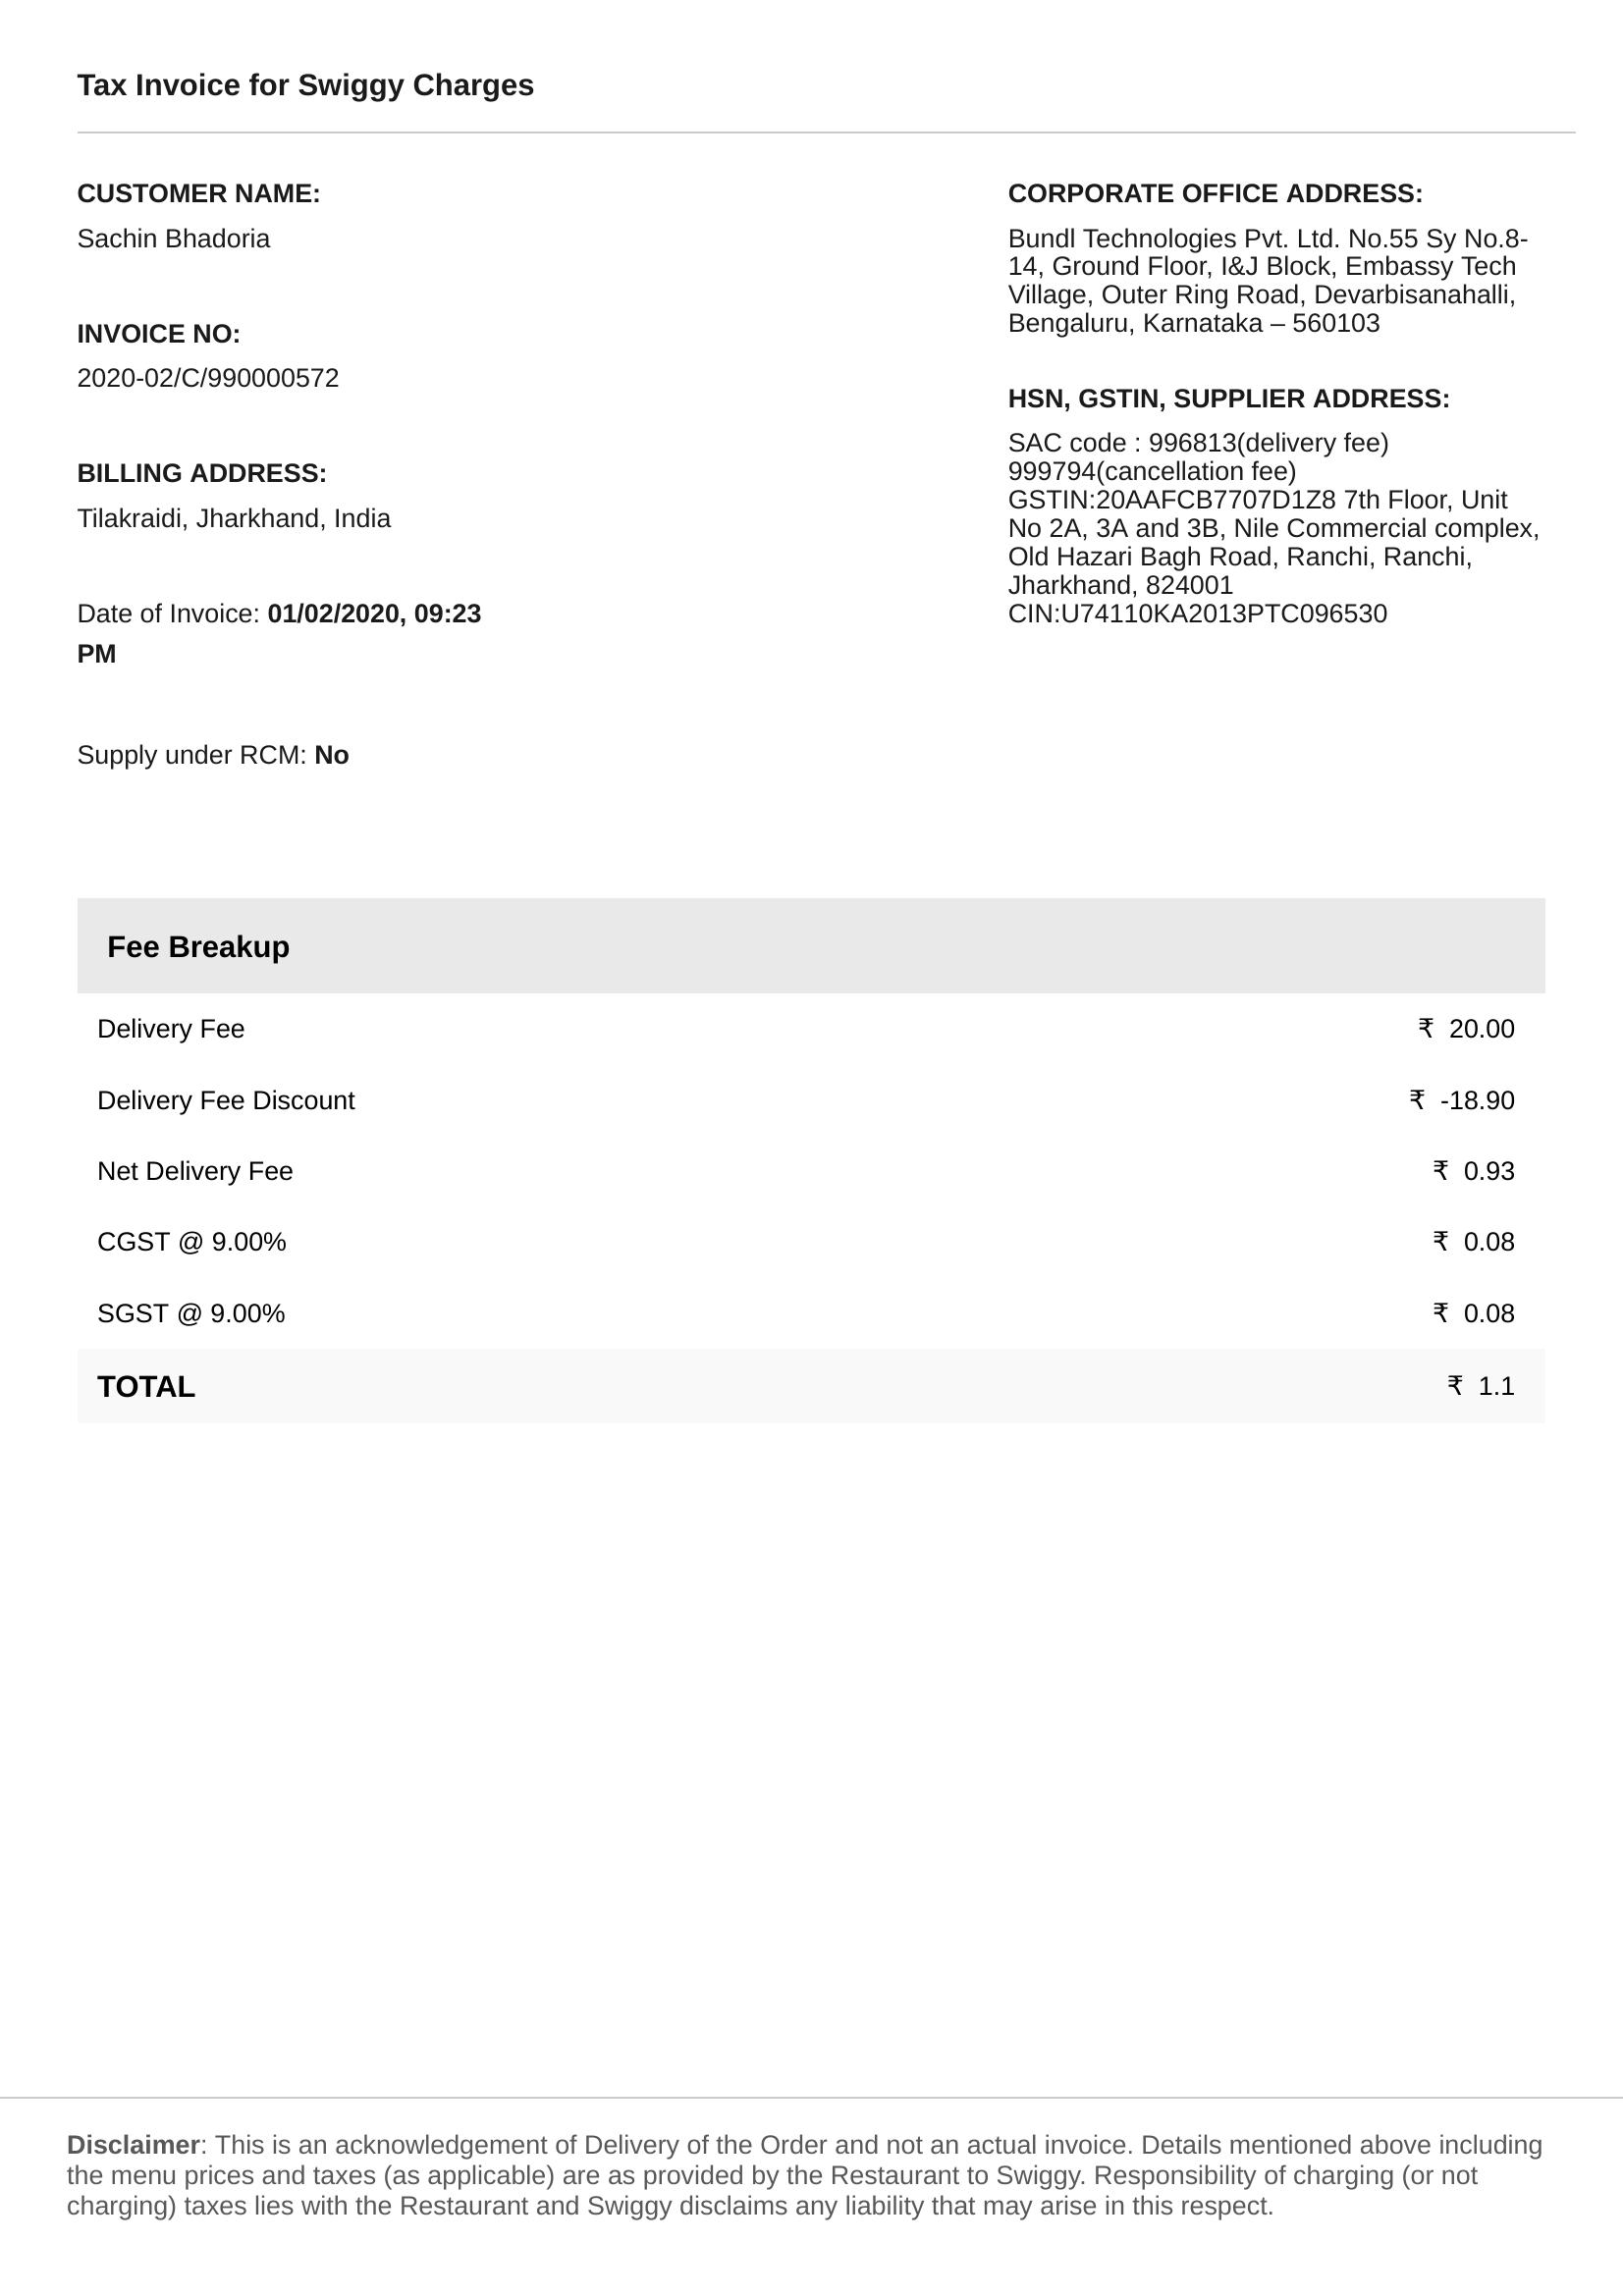 Tax Invoice for Swiggy Charges
CUSTOMER NAME:
Sachin Bhadoria
INVOICE NO:
2020-02/C/990000572
BILLING ADDRESS:
Tilakraidi, Jharkhand, India
Date of Invoice: 01/02/2020, 09:23
PM
Supply under RCM: No
CORPORATE OFFICE ADDRESS:
Bundl Technologies Pvt. Ltd. No.55 Sy No.8-
14, Ground Floor, I&J Block, Embassy Tech
Village, Outer Ring Road, Devarbisanahalli,
Bengaluru, Karnataka – 560103
HSN, GSTIN, SUPPLIER ADDRESS:
SAC code : 996813(delivery fee)
999794(cancellation fee)
GSTIN:20AAFCB7707D1Z8 7th Floor, Unit
No 2A, 3A and 3B, Nile Commercial complex,
Old Hazari Bagh Road, Ranchi, Ranchi,
Jharkhand, 824001
CIN:U74110KA2013PTC096530
Fee Breakup
Delivery Fee ₹ 20.00
Delivery Fee Discount ₹ -18.90
Net Delivery Fee ₹ 0.93
CGST @ 9.00% ₹ 0.08
SGST @ 9.00% ₹ 0.08
TOTAL ₹ 1.1
Disclaimer: This is an acknowledgement of Delivery of the Order and not an actual invoice. Details mentioned above including
the menu prices and taxes (as applicable) are as provided by the Restaurant to Swiggy. Responsibility of charging (or not
charging) taxes lies with the Restaurant and Swiggy disclaims any liability that may arise in this respect.